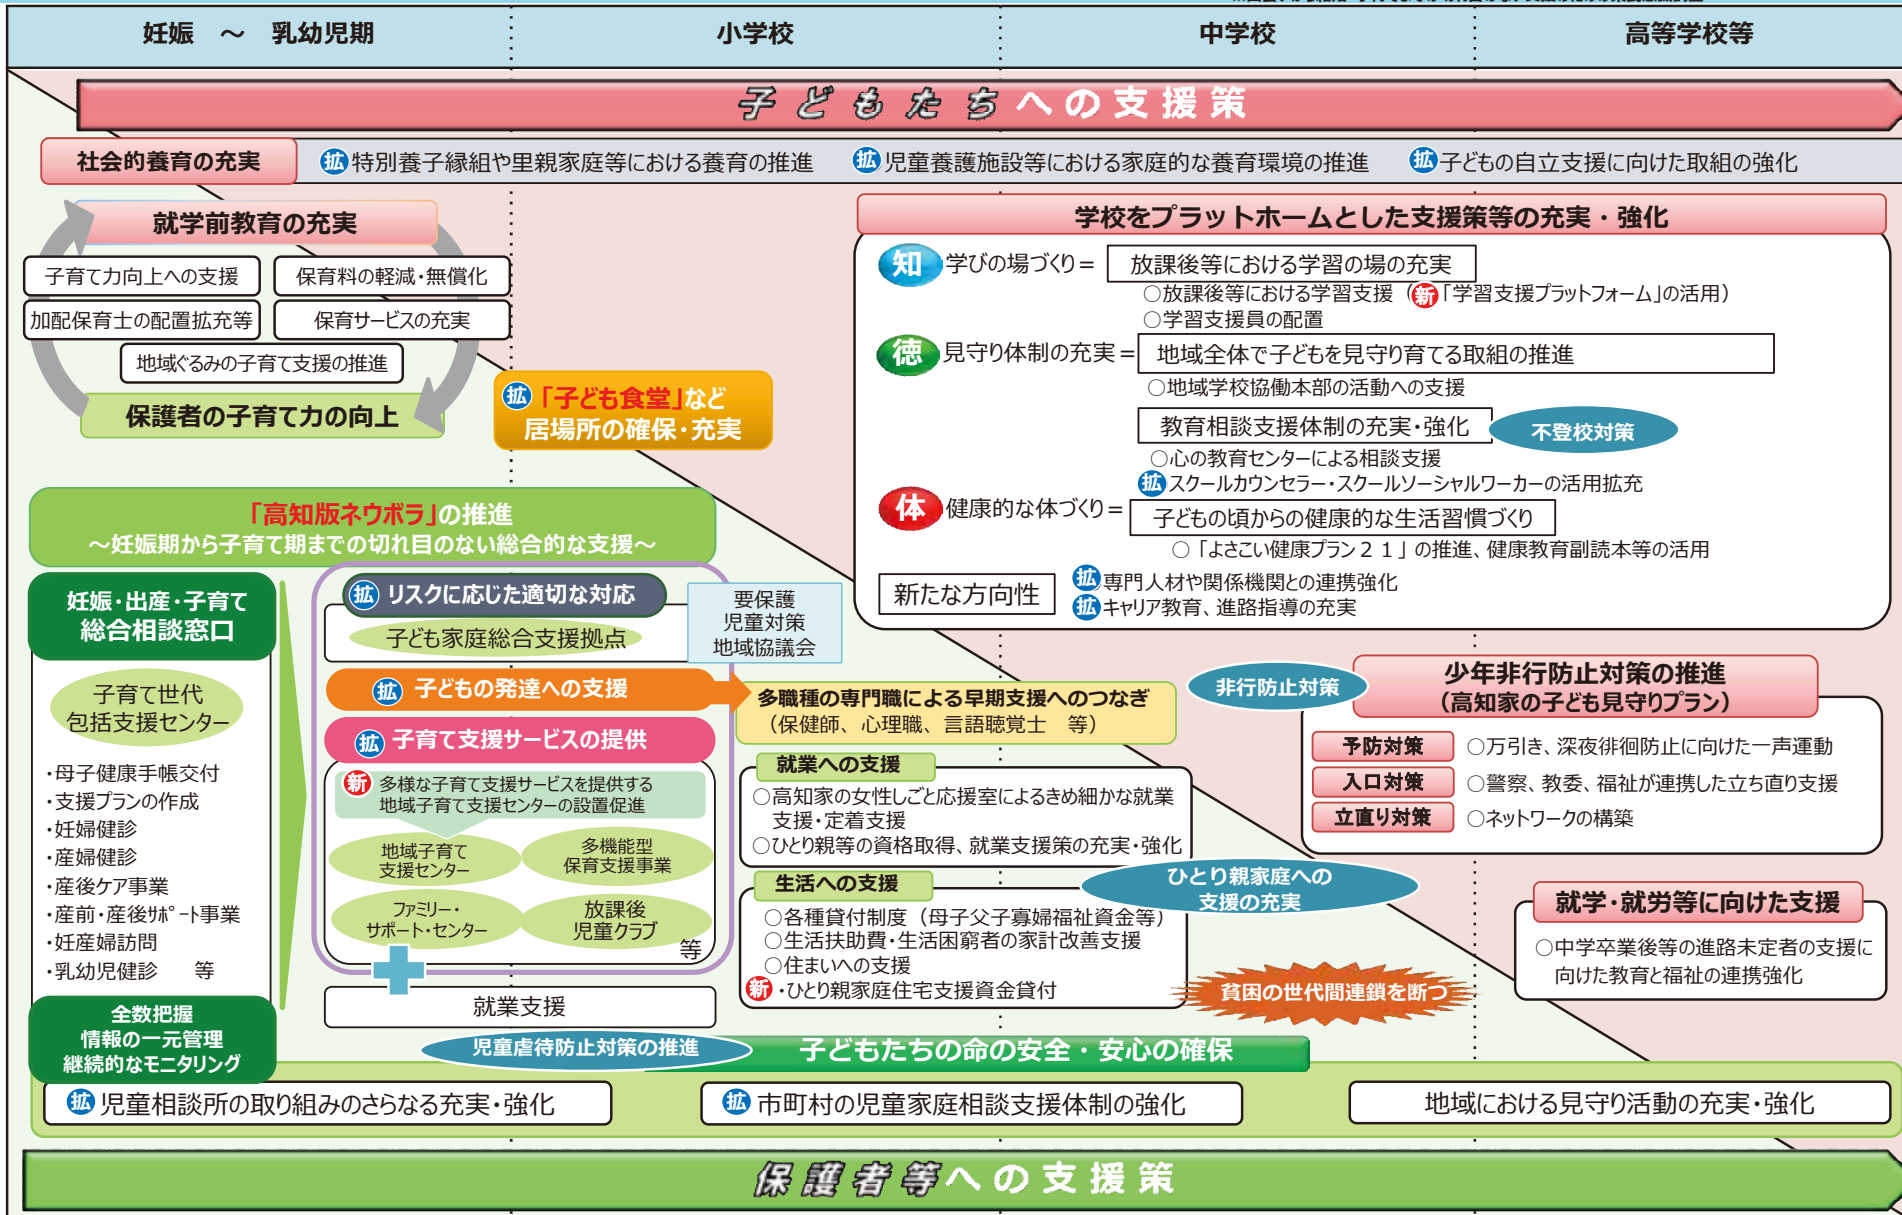 妊娠　～　乳幼児期
小学校
中学校
高等学校等
子どもたちへの支援策
社会的養育の充実
拡 特別養子縁組や里親家庭等における養育の推進
拡 児童養護施設等における家庭的な養育環境の推進
拡 子どもの自立支援に向けた取組の強化
就学前教育の充実
子育て力向上への支援
保育料の軽減・無償化
加配保育士の配置拡充等
保育サービスの充実
地域ぐるみの子育て支援の推進
保護者の子育て力の向上
拡 「子ども食堂」など
居場所の確保・充実
学校をプラットホームとした支援策等の充実・強化
知 学びの場づくり＝ 放課後等における学習の場の充実
○放課後等における学習支援（新「学習支援プラットフォーム」の活用）
○学習支援員の配置
徳 見守り体制の充実＝ 地域全体で子どもを見守り育てる取組の推進
○地域学校協働本部の活動への支援
教育相談支援体制の充実・強化
不登校対策
○心の教育センターによる相談支援
拡 スクールカウンセラー・スクールソーシャルワーカーの活用拡充
体 健康的な体づくり＝ 子どもの頃からの健康的な生活習慣づくり
○「よさこい健康プラン２１」の推進、健康教育副読本等の活用
新たな方向性
拡 専門人材や関係機関との連携強化
拡 キャリア教育、進路指導の充実
「高知版ネウボラ」の推進
～妊娠期から子育て期までの切れ目のない総合的な支援～
妊娠・出産・子育て
総合相談窓口
子育て世代
包括支援センター
・母子健康手帳交付
・支援プランの作成
・妊婦健診
・産婦健診
・産後ケア事業
・産前・産後ｻﾎﾟｰﾄ事業
・妊産婦訪問
・乳幼児健診　等
全数把握
情報の一元管理
継続的なモニタリング
拡 リスクに応じた適切な対応
子ども家庭総合支援拠点
要保護
児童対策
地域協議会
拡 子どもの発達への支援
拡 子育て支援サービスの提供
新 多様な子育て支援サービスを提供する
地域子育て支援センターの設置促進
地域子育て
支援センター
多機能型
保育支援事業
ファミリー・
サポート・センター
放課後
児童クラブ
等
就業支援
多職種の専門職による早期支援へのつなぎ
（保健師、心理職、言語聴覚士　等）
就業への支援
○高知家の女性しごと応援室によるきめ細かな就業
支援・定着支援
○ひとり親等の資格取得、就業支援策の充実・強化
生活への支援
ひとり親家庭への
支援の充実
○各種貸付制度（母子父子寡婦福祉資金等）
○生活扶助費・生活困窮者の家計改善支援
○住まいへの支援
新 ・ひとり親家庭住宅支援資金貸付
非行防止対策
少年非行防止対策の推進
（高知家の子ども見守りプラン）
予防対策 ○万引き、深夜徘徊防止に向けた一声運動
入口対策 ○警察、教委、福祉が連携した立ち直り支援
立直り対策 ○ネットワークの構築
就学・就労等に向けた支援
○中学卒業後等の進路未定者の支援に
向けた教育と福祉の連携強化
貧困の世代間連鎖を断つ
児童虐待防止対策の推進
子どもたちの命の安全・安心の確保
拡 児童相談所の取り組みのさらなる充実・強化
拡 市町村の児童家庭相談支援体制の強化
地域における見守り活動の充実・強化
保護者等への支援策